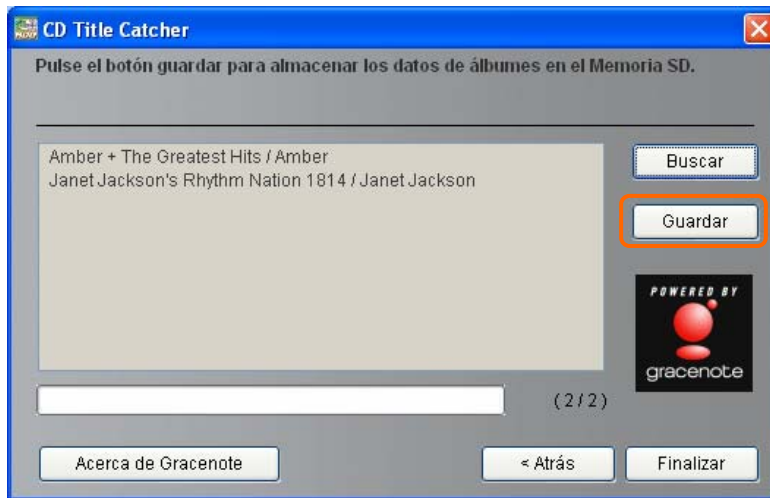 CD Title Catcher
Pulse el botón guardar para almacenar los datos de álbumes en el Memoria SD.
Amber + The Greatest Hits / Amber
Janet Jackson's Rhythm Nation 1814 / Janet Jackson
Buscar
Guardar
POWERED BY
gracenote
(2/2)
Acerca de Gracenote
< Atrás
Finalizar